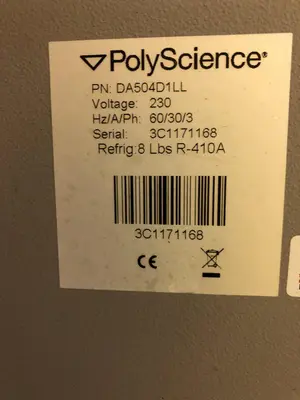 PolyScience®
PN: DA504D1LL
Voltage: 230
Hz/A/Ph: 60/30/3
Serial: 3C1171168
Refrig:8 Lbs R-410A
3C1171168
CE